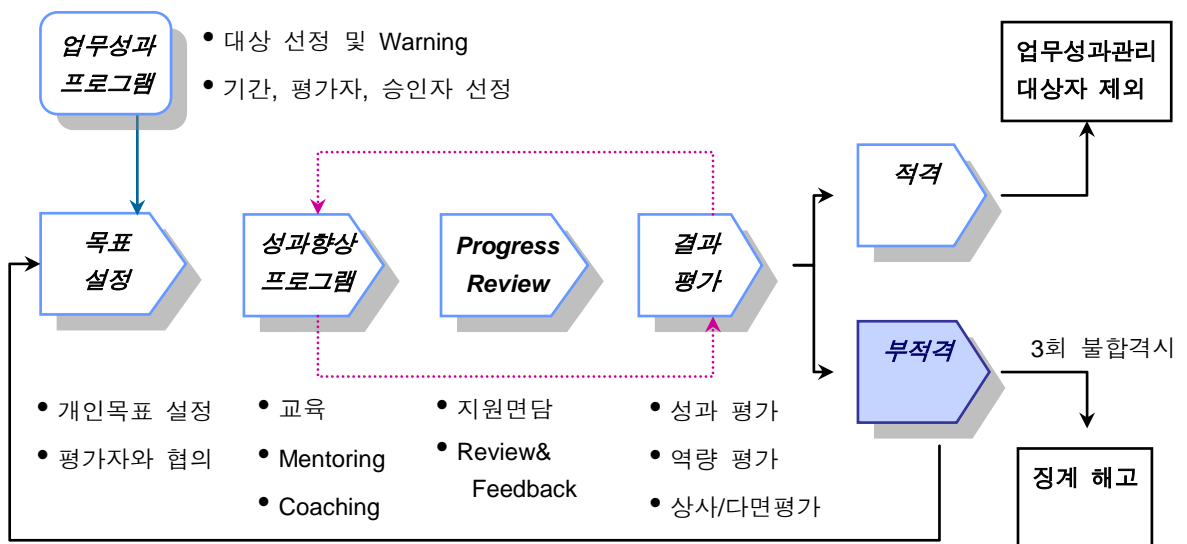 업무성과
프로그램
• 대상 선정 및 Warning
• 기간, 평가자, 승인자 선정
업무성과관리
대상자 제외
목표
설정
성과향상
프로그램
Progress
Review
결과
평가
적격
부적격
3회 불합격시
• 개인목표 설정
• 평가자와 협의
• 교육
• Mentoring
• Coaching
• 지원면담
• Review&
Feedback
• 성과 평가
• 역량 평가
• 상사/다면평가
징계 해고